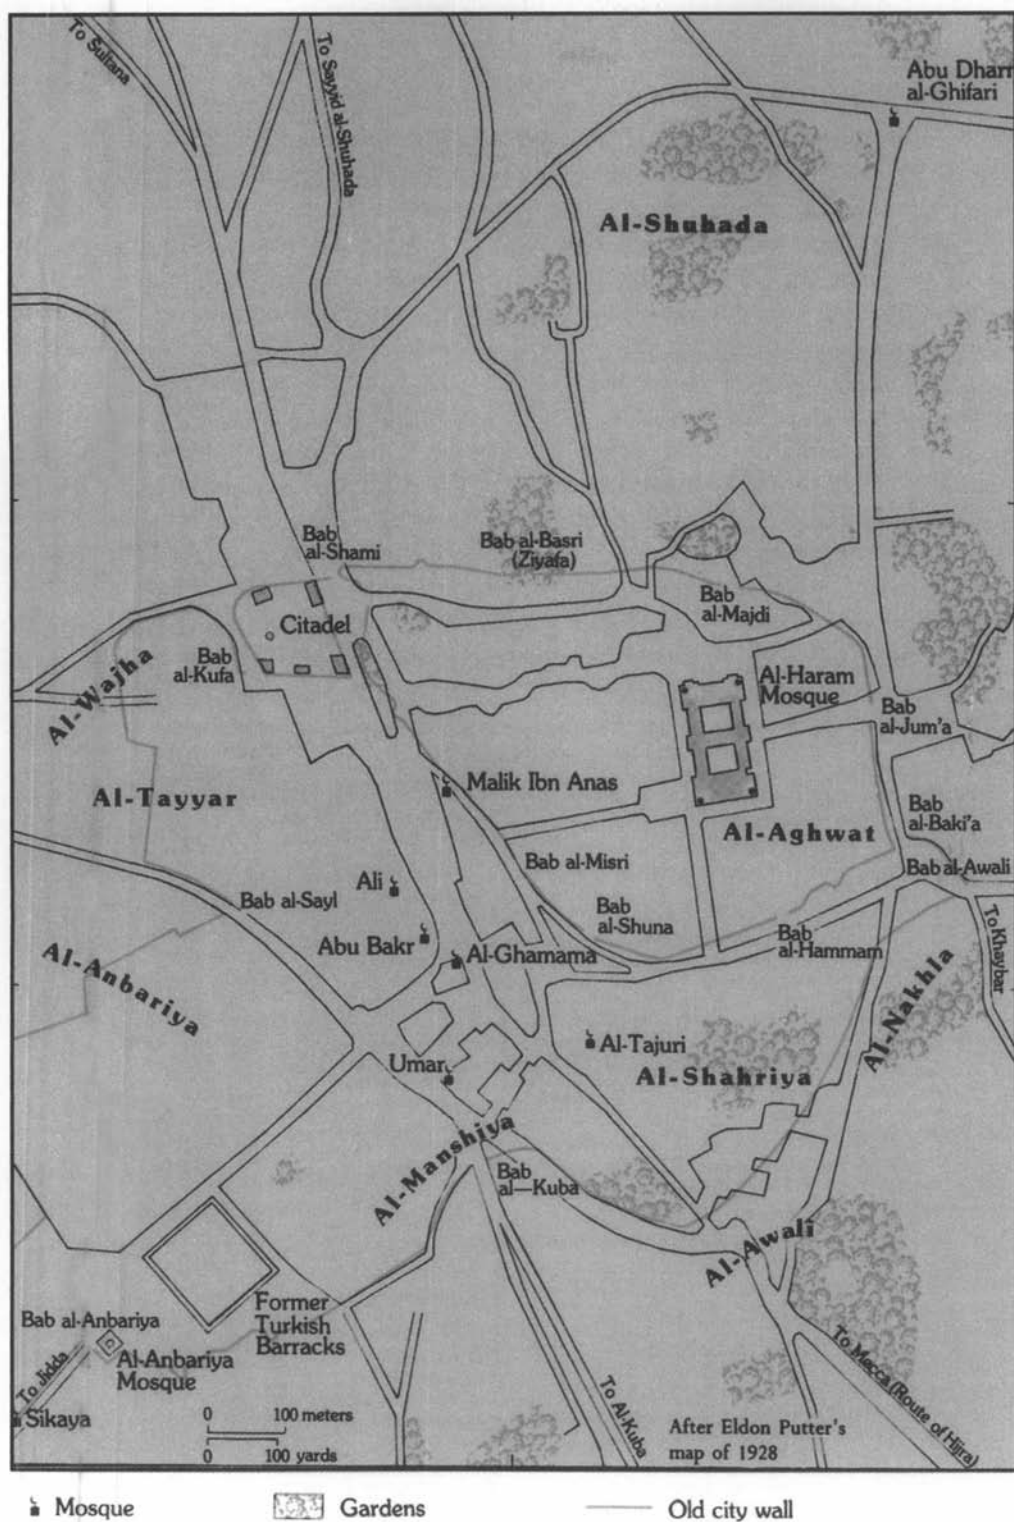 To Sultana
To Sayyid al-Shuhada
Abu Dharr
al-Ghifari
Al-Shuhada
Bab
al-Shami
Bab al-Basri
(Ziyafa)
Bab
al-Majdi
Citadel
Bab
al-Kufa
Al-Wajha
Al-Haram
Mosque
Bab
al-Jum'a
Al-Tayyar
Malik Ibn Anas
Al-Aghwat
Bab
al-Baki'a
Bab al-Misri
Bab al-Awali
Ali
Bab al-Sayl
Bab
al-Shuna
Abu Bakr
Al-Ghamama
Bab
al-Hammam
To Khaybar
Al-Anbariya
Al-Nakhla
Al-Tajuri
Umar
Al-Shahriya
Al-Manshiya
Bab
al—Kuba
Al-Awali
Former
Turkish
Barracks
Bab al-Anbariya
To Jidda
Al-Anbariya
Mosque
Sikaya
0 100 meters
0 100 yards
To Al-Kuba
To Mecca (Route of Hijra)
After Eldon Putter's
map of 1928
Mosque
Gardens
Old city wall